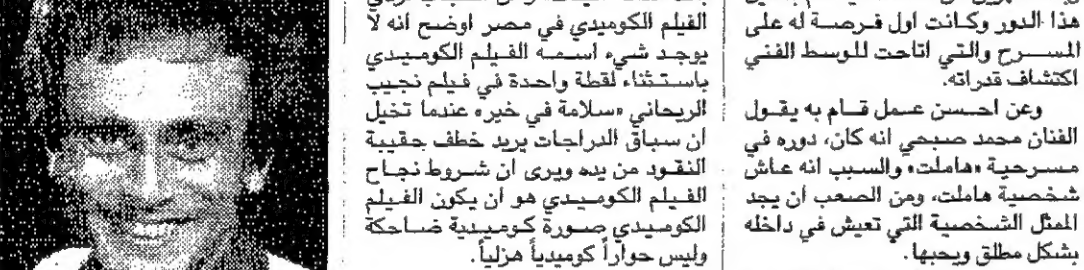 هذا الدور وكانت اول فرصة له على
المسرح والتي اتاحت للوسط الفني
اكتشاف قدراته.
وعن احسن عمل قام به يقول
الفنان محمد صبحي انه كان، دوره في
مسرحية «هاملت» والسبب انه عاش
شخصية هاملت، ومن الصعب ان يجد
الممثل الشخصية التي تعيش في داخله
بشكل مطلق ويحبها.
الفيلم الكوميدي في مصر اوضح انه لا
يوجد شيء اسمه الفيلم الكوميدي
باستثناء لقطة واحدة في فيلم نجيب
الريحاني «سلامة في خير» عندما تخيل
ان سباق الدراجات يريد خطف حقيبة
النقود من يده ويرى ان شروط نجاح
الفيلم الكوميدي هو ان يكون الفيلم
الكوميدي صورة كوميدية ضاحكة
وليس حواراً كوميدياً هزلياً.